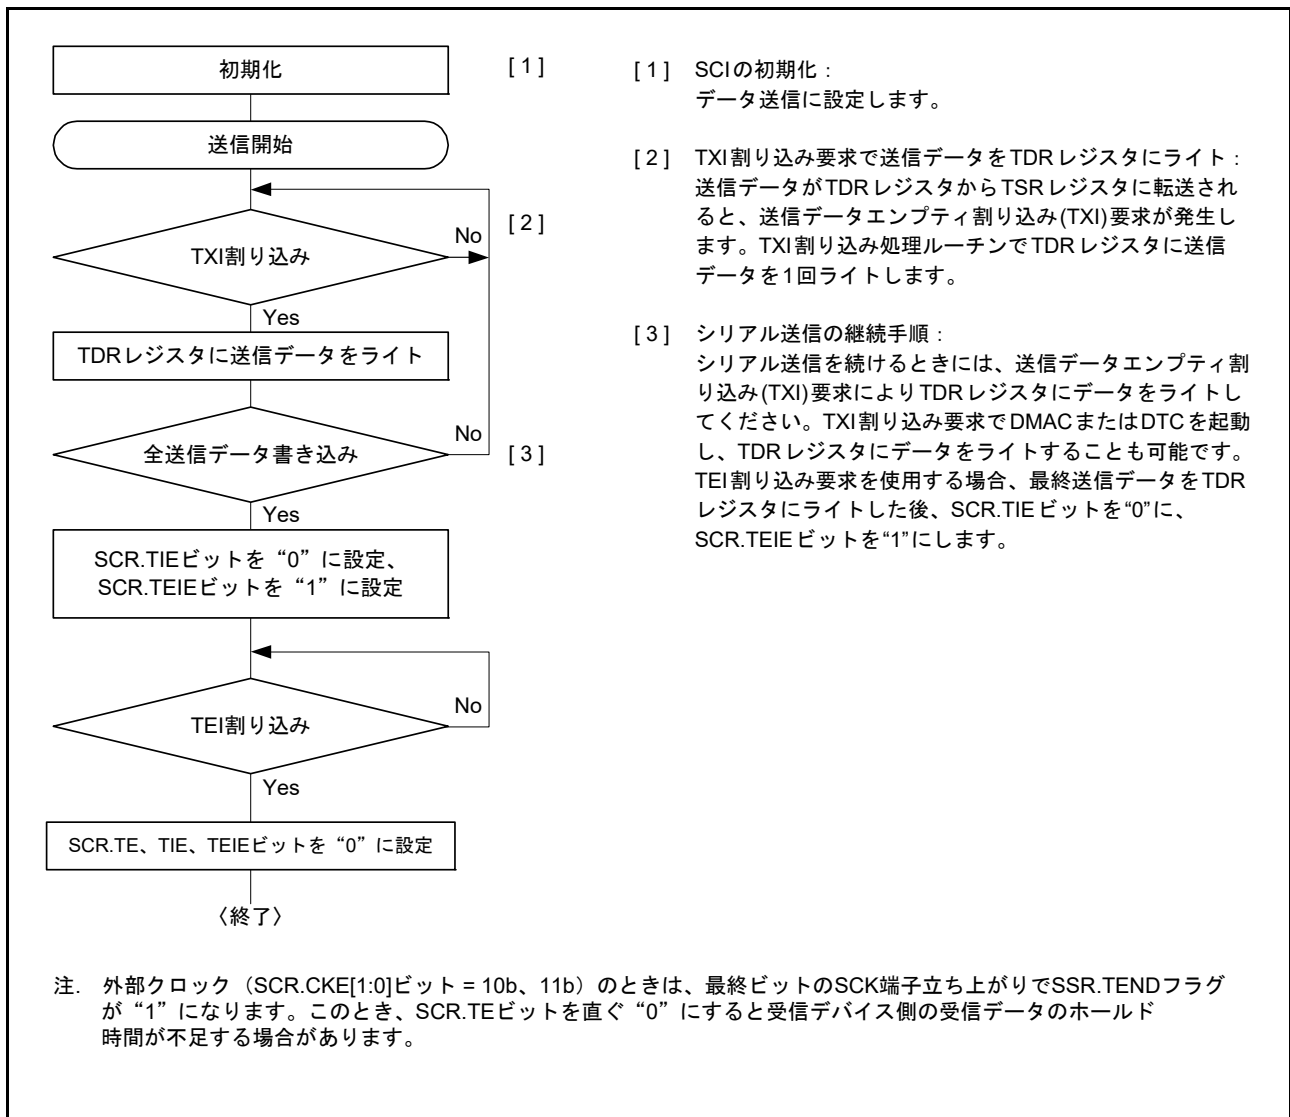 初期化
[ 1 ]
送信開始
TXI割り込み
No
[ 2 ]
Yes
TDRレジスタに送信データをライト
全送信データ書き込み
No
[ 3 ]
Yes
SCR.TIEビットを“0”に設定、
SCR.TEIEビットを“1”に設定
TEI割り込み
No
Yes
SCR.TE、TIE、TEIEビットを“0”に設定
〈終了〉
[ 1 ] SCIの初期化：
データ送信に設定します。
[ 2 ] TXI割り込み要求で送信データをTDRレジスタにライト：
送信データがTDRレジスタからTSRレジスタに転送され
ると、送信データエンプティ割り込み(TXI)要求が発生し
ます。TXI割り込み処理ルーチンでTDRレジスタに送信
データを1回ライトします。
[ 3 ] シリアル送信の継続手順：
シリアル送信を続けるときには、送信データエンプティ割
り込み(TXI)要求によりTDRレジスタにデータをライトし
てください。TXI割り込み要求でDMACまたはDTCを起動
し、TDRレジスタにデータをライトすることも可能です。
TEI割り込み要求を使用する場合、最終送信データをTDR
レジスタにライトした後、SCR.TIEビットを“0”に、
SCR.TEIEビットを“1”にします。
注. 外部クロック（SCR.CKE[1:0]ビット = 10b、11b）のときは、最終ビットのSCK端子立ち上がりでSSR.TENDフラグ
が“1”になります。このとき、SCR.TEビットを直ぐ“0”にすると受信デバイス側の受信データのホールド
時間が不足する場合があります。